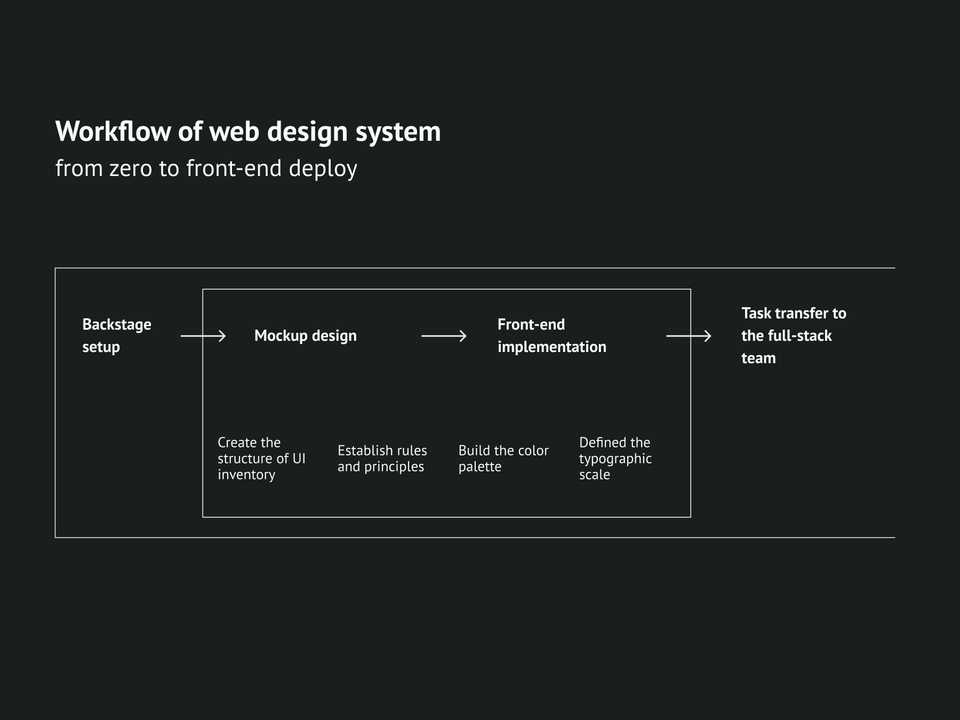 Workflow of web design system
from zero to front-end deploy
Backstage
setup
Mockup design
Front-end
implementation
Task transfer to
the full-stack
team
Create the
structure of UI
inventory
Establish rules
and principles
Build the color
palette
Defined the
typographic
scale